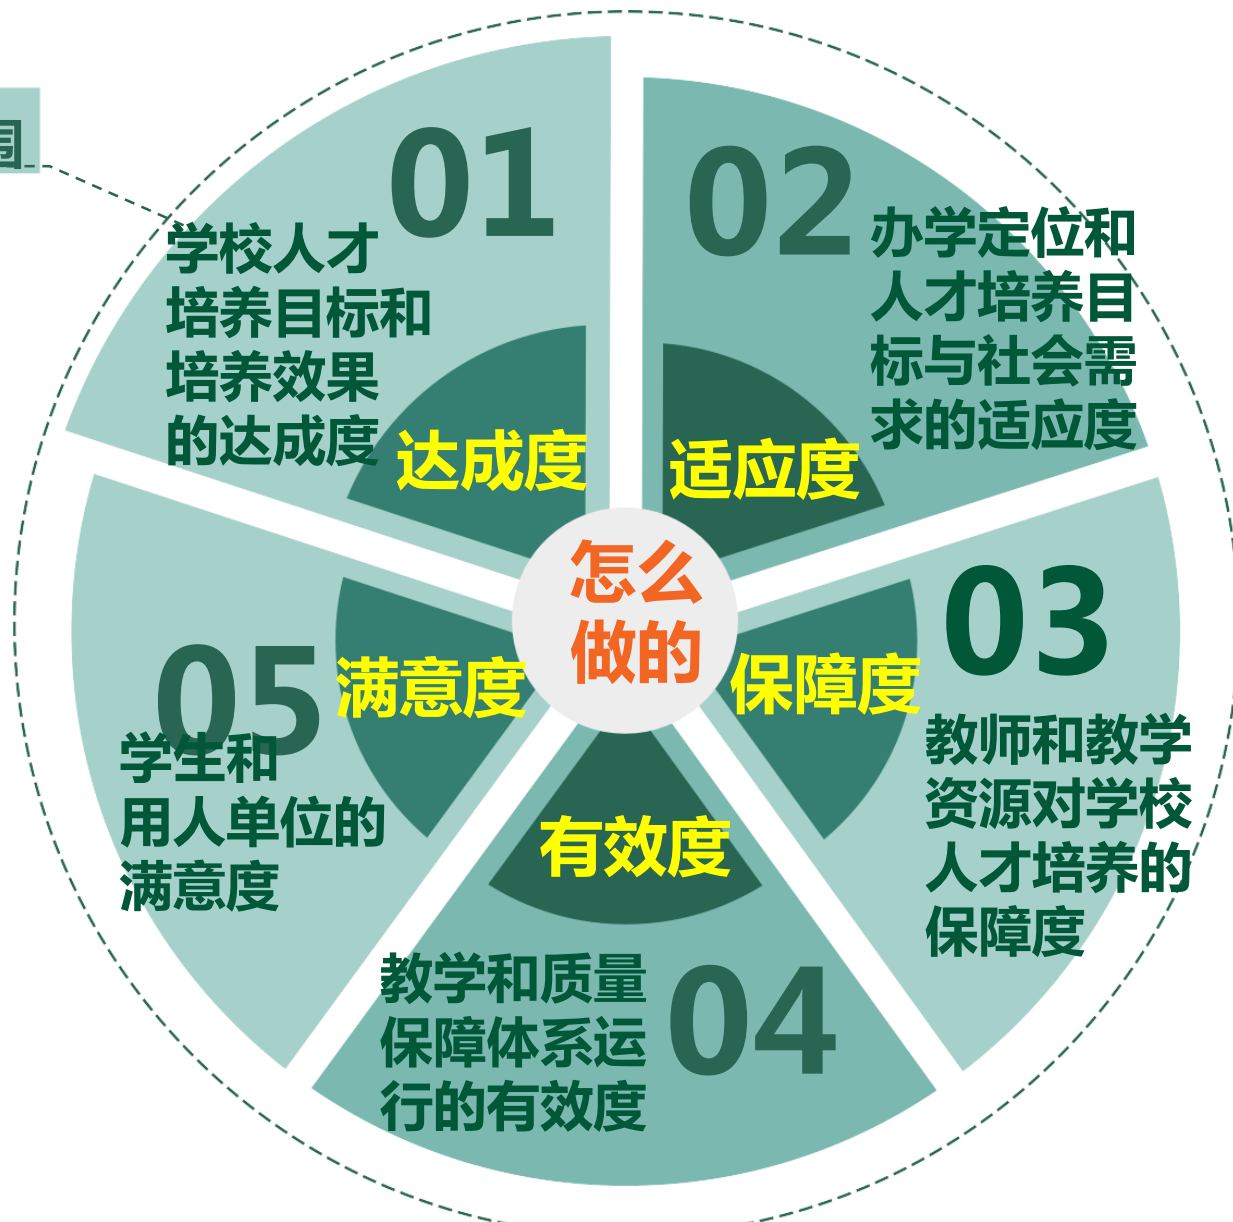 01
学校人才
培养目标和
培养效果
的达成度
达成度
02
办学定位和
人才培养目
标与社会需
求的适应度
适应度
怎么
做的
03
保障度
教师和教学
资源对学校
人才培养的
保障度
04
有效度
教学和质量
保障体系运
行的有效度
05
满意度
学生和
用人单位的
满意度